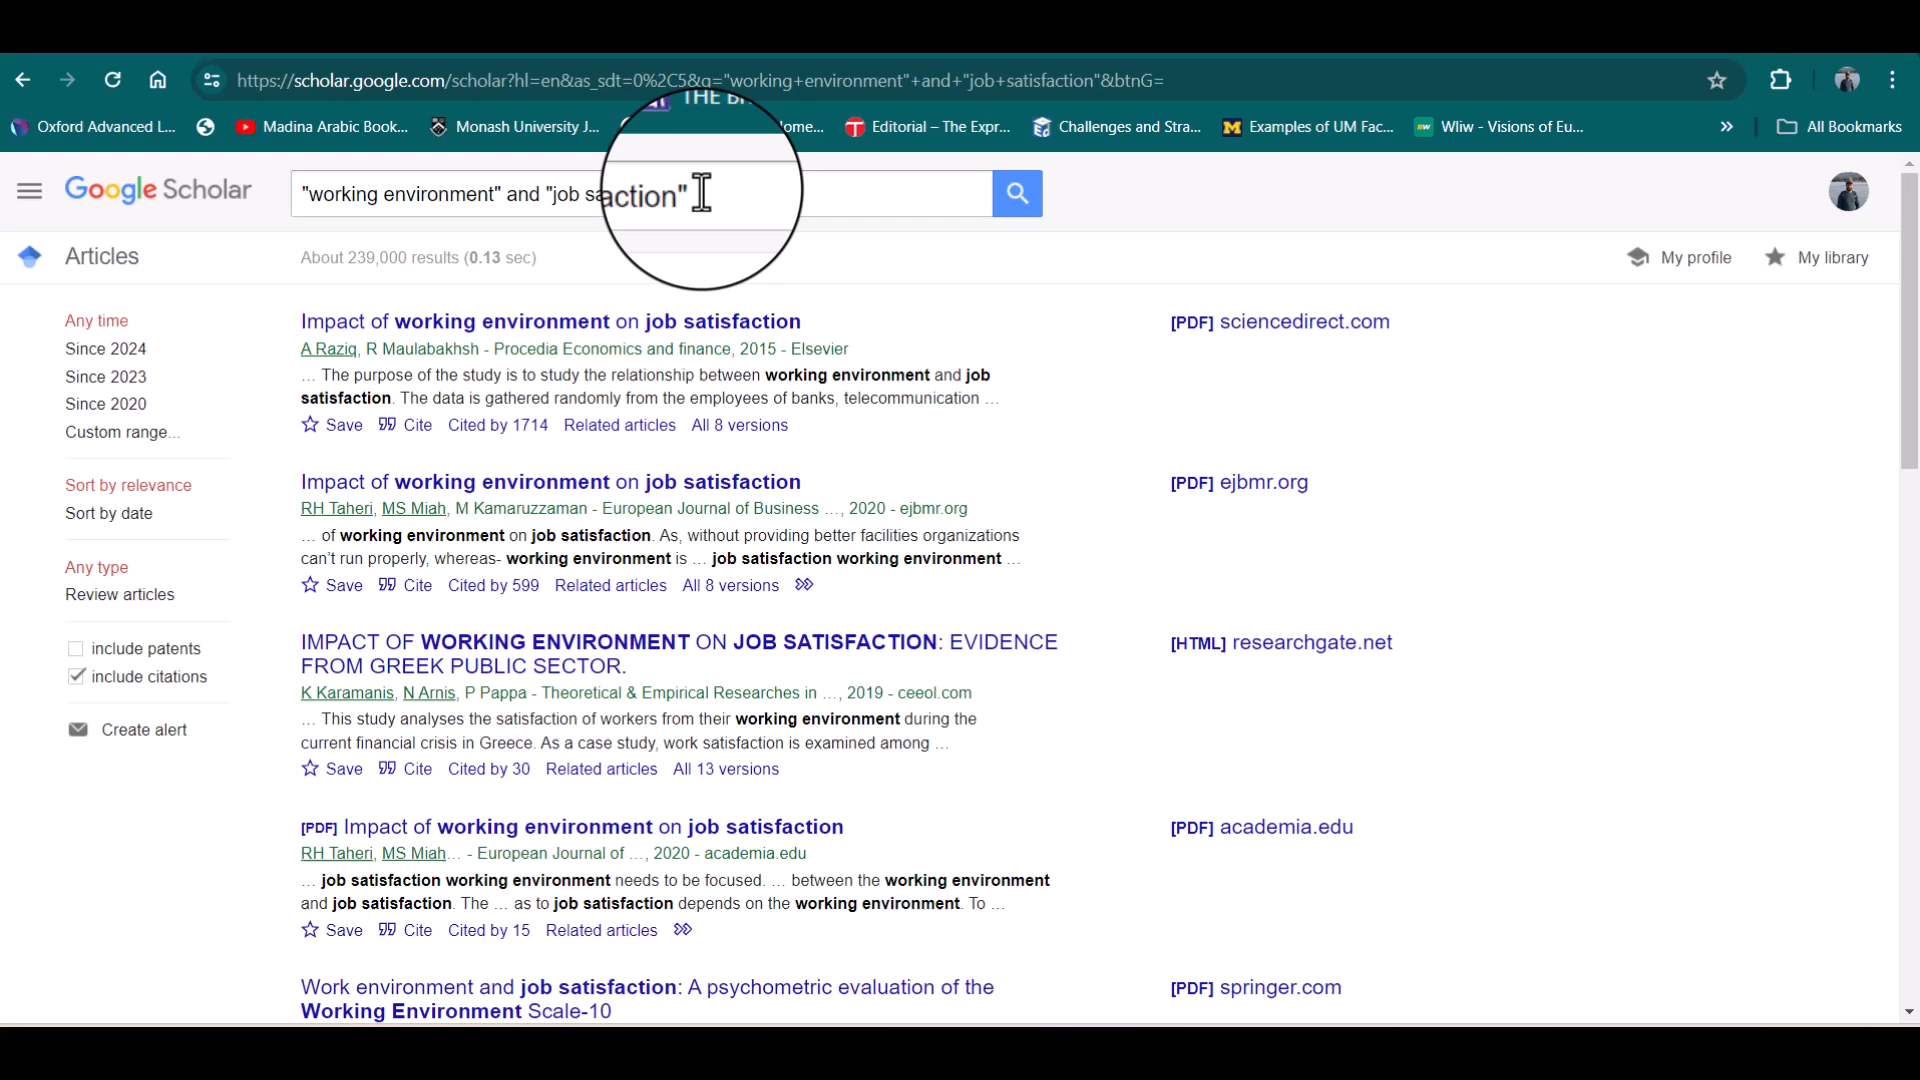 https://scholar.google.com/scholar?hl=en&as_sdt=0%2C5&q="working+environment"+and+"job+satisfaction"&btnG=
THE
Oxford Advanced L... Madina Arabic Book... Monash University J... ome... Editorial – The Expr... Challenges and Stra... Examples of UM Fac... Wliw - Visions of Eu... » All Bookmarks
Google Scholar "working environment" and "job sa action"
Articles About 239,000 results (0.13 sec) My profile My library
Any time
Since 2024
Since 2023
Since 2020
Custom range...
Sort by relevance
Sort by date
Any type
Review articles
include patents
include citations
Create alert
Impact of working environment on job satisfaction
[PDF] sciencedirect.com
A Raziq, R Maulabakhsh - Procedia Economics and finance, 2015 - Elsevier
… The purpose of the study is to study the relationship between working environment and job
satisfaction. The data is gathered randomly from the employees of banks, telecommunication …
Save Cite Cited by 1714 Related articles All 8 versions
Impact of working environment on job satisfaction
[PDF] ejbmr.org
RH Taheri, MS Miah, M Kamaruzzaman - European Journal of Business …, 2020 - ejbmr.org
… of working environment on job satisfaction. As, without providing better facilities organizations
can't run properly, whereas- working environment is … job satisfaction working environment …
Save Cite Cited by 599 Related articles All 8 versions
IMPACT OF WORKING ENVIRONMENT ON JOB SATISFACTION: EVIDENCE
FROM GREEK PUBLIC SECTOR.
[HTML] researchgate.net
K Karamanis, N Arnis, P Pappa - Theoretical & Empirical Researches in …, 2019 - ceeol.com
… This study analyses the satisfaction of workers from their working environment during the
current financial crisis in Greece. As a case study, work satisfaction is examined among …
Save Cite Cited by 30 Related articles All 13 versions
[PDF] Impact of working environment on job satisfaction
[PDF] academia.edu
RH Taheri, MS Miah… - European Journal of …, 2020 - academia.edu
… job satisfaction working environment needs to be focused. … between the working environment
and job satisfaction. The … as to job satisfaction depends on the working environment. To …
Save Cite Cited by 15 Related articles
Work environment and job satisfaction: A psychometric evaluation of the
Working Environment Scale-10
[PDF] springer.com